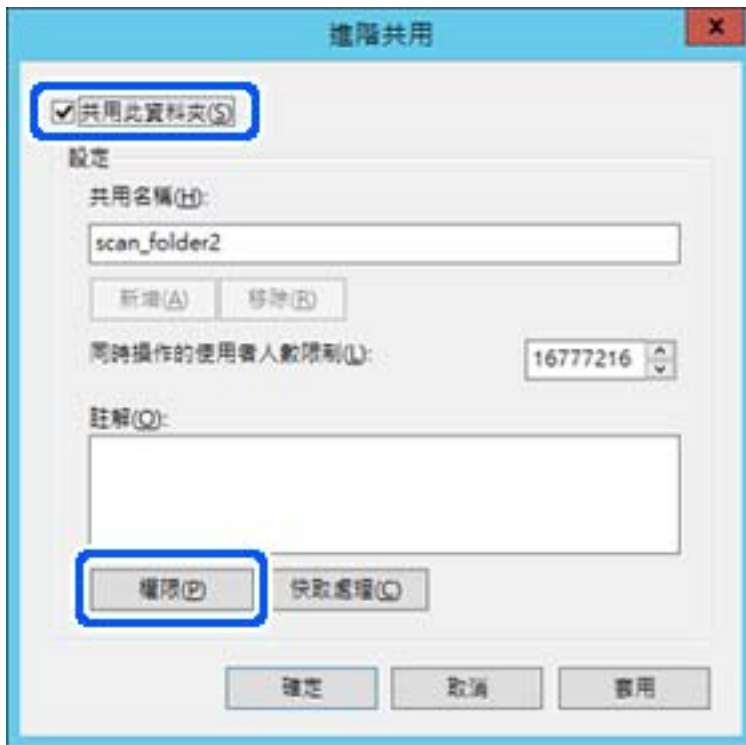 進階共用
共用此資料夾(S)
設定
共用名稱(H):
scan_folder2
新增(A) 移除(R)
同時操作的使用者人數限制(L): 16777216
註解(O):
權限(P) 快取處理(C)
確定 取消 套用